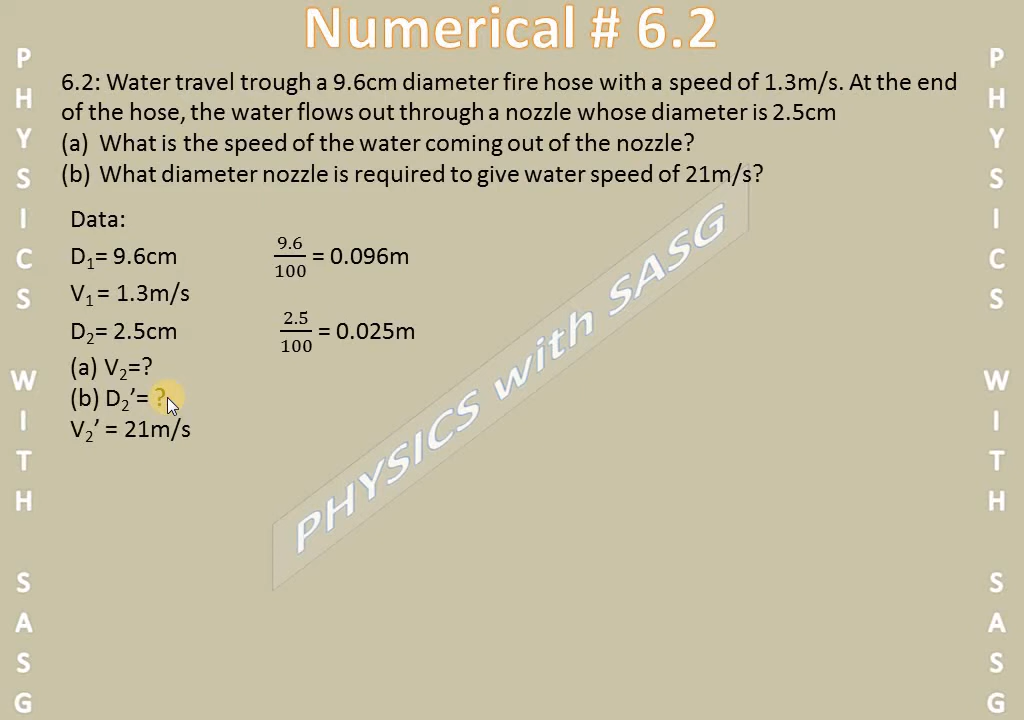 Numerical # 6.2
6.2: Water travel trough a 9.6cm diameter fire hose with a speed of 1.3m/s. At the end
of the hose, the water flows out through a nozzle whose diameter is 2.5cm
(a) What is the speed of the water coming out of the nozzle?
(b) What diameter nozzle is required to give water speed of 21m/s?
Data:
D₁= 9.6cm 9.6/100 = 0.096m
V₁ = 1.3m/s
D₂= 2.5cm 2.5/100 = 0.025m
(a) V₂=?
(b) D₂’= ?
V₂’ = 21m/s
PHYSICS with SASG
PHYSICS WITH SASG
PHYSICS WITH SASG